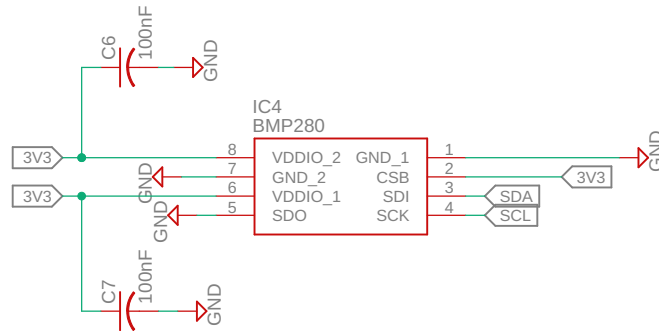 C6
100nF
GND
IC4
BMP280
3V3
8
VDDIO_2
GND_1
1
GND
GND
7
GND_2
CSB
2
3V3
3V3
6
VDDIO_1
SDI
3
SDA
GND
5
SDO
SCK
4
SCL
C7
100nF
GND